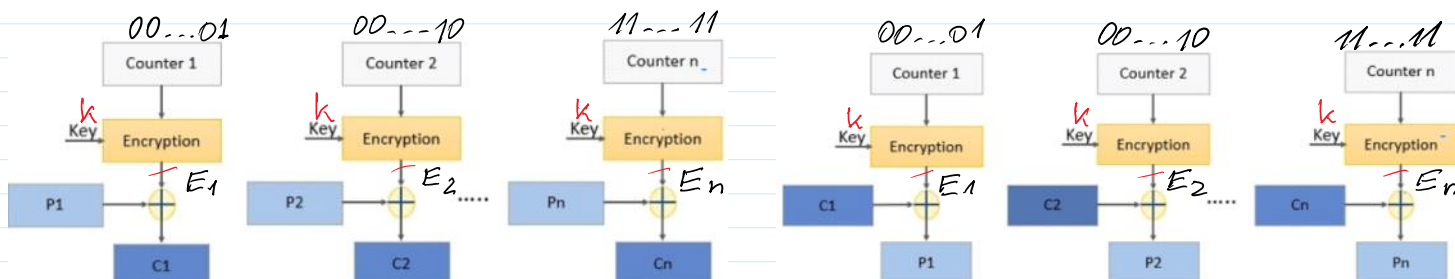 00...01 00---10 11---11 00...01 00...10 11...11
Counter 1 Counter 2 Counter n Counter 1 Counter 2 Counter n
k k k k k k
Key Encryption Key Encryption Key Encryption Key Encryption Key Encryption Key Encryption
E1 E2 En E1 E2 En
P1 P2 ..... Pn C1 C2 ..... Cn
C1 C2 Cn P1 P2 Pn